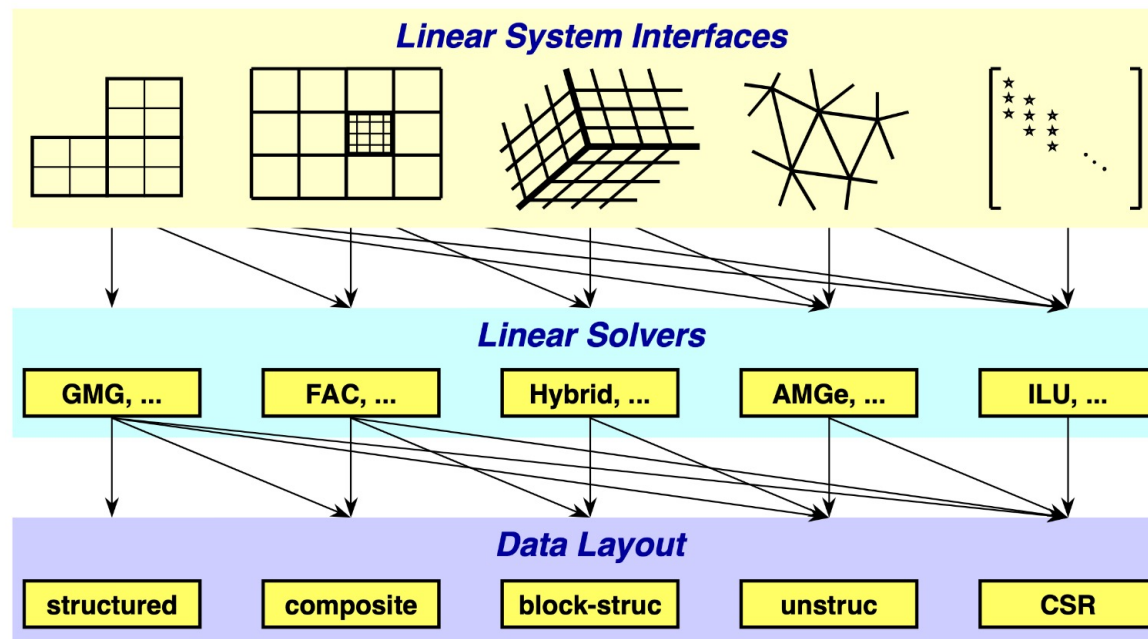 Linear System Interfaces
Linear Solvers
GMG, ...
FAC, ...
Hybrid, ...
AMGe, ...
ILU, ...
Data Layout
structured
composite
block-struc
unstruc
CSR